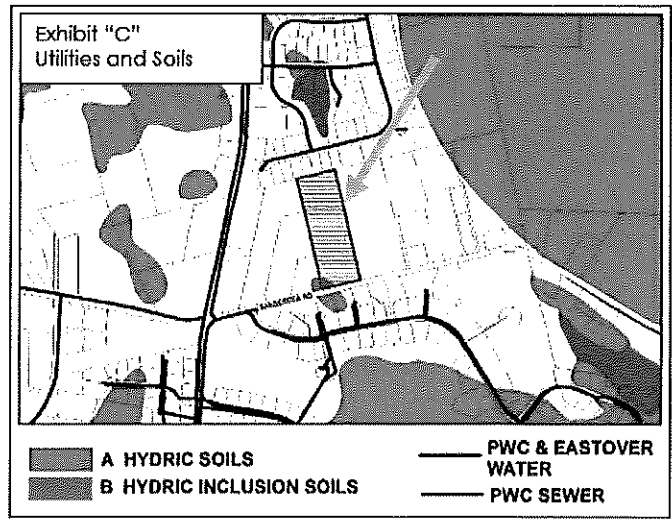 Exhibit "C"
Utilities and Soils
A HYDRIC SOILS
B HYDRIC INCLUSION SOILS
PWC & EASTOVER
WATER
PWC SEWER